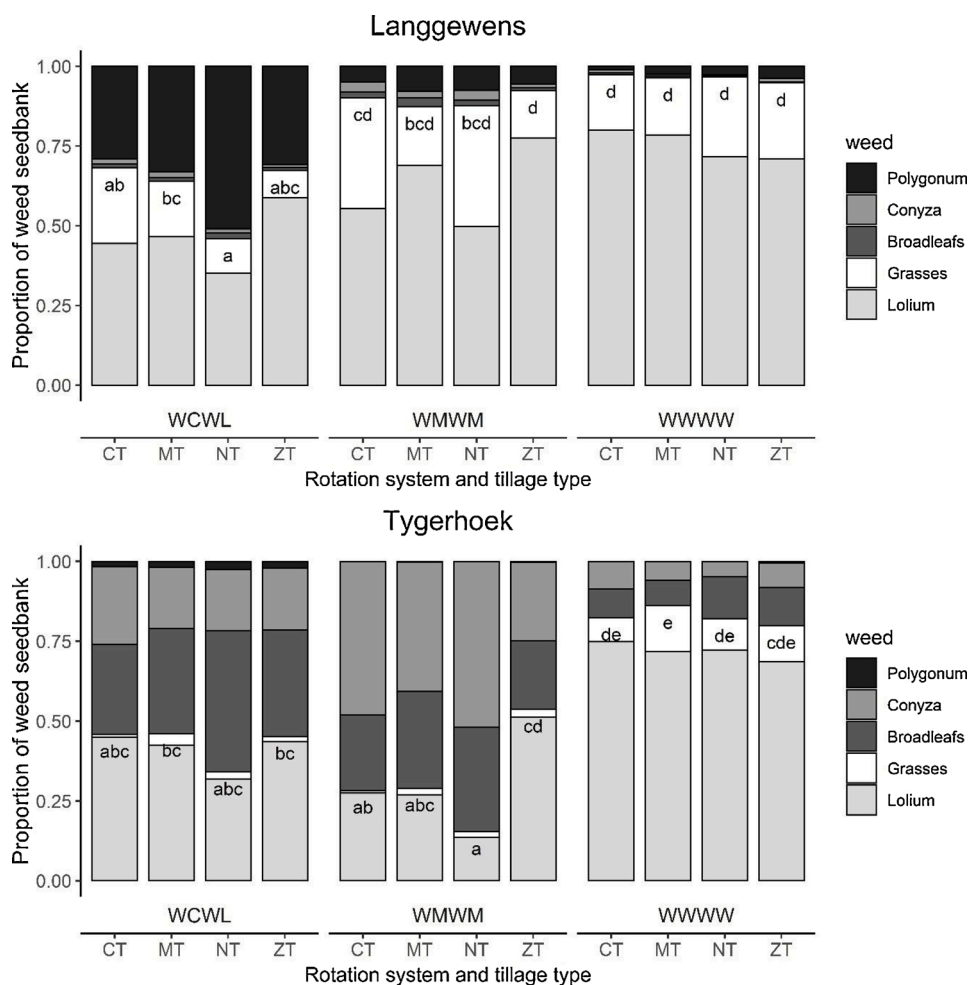 Langgewens
Proportion of weed seedbank
1.00
0.75
0.50
0.25
0.00
ab bc a abc cd bcd bcd d d d d d
WCWL WMWM WWWW
CT MT NT ZT CT MT NT ZT CT MT NT ZT
Rotation system and tillage type
weed
Polygonum
Conyza
Broadleafs
Grasses
Lolium
Tygerhoek
Proportion of weed seedbank
1.00
0.75
0.50
0.25
0.00
abc bc abc bc ab abc a cd de e de cde
WCWL WMWM WWWW
CT MT NT ZT CT MT NT ZT CT MT NT ZT
Rotation system and tillage type
weed
Polygonum
Conyza
Broadleafs
Grasses
Lolium